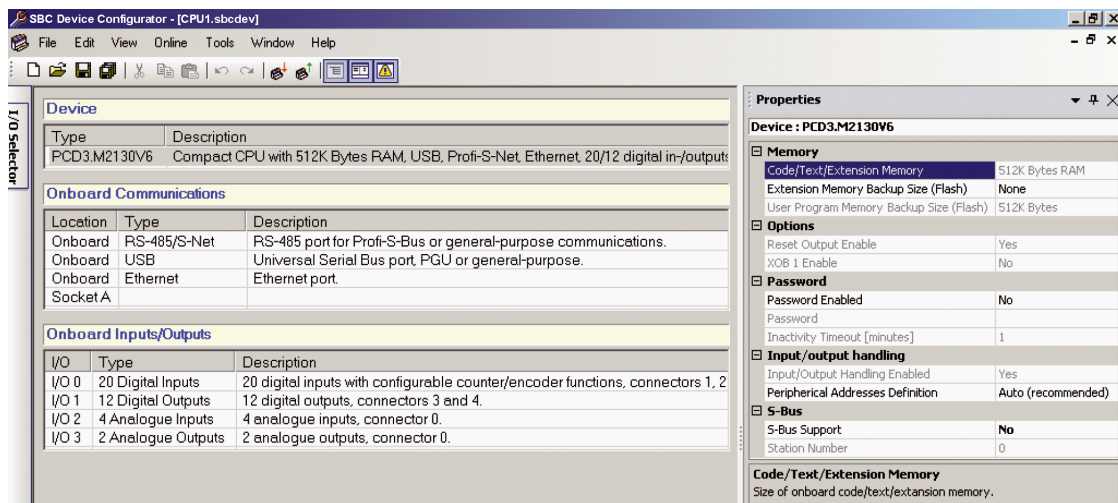 SBC Device Configurator - [CPU1.sbcdev]
File Edit View Online Tools Window Help
I/O Selector
Device
Type Description
PCD3.M2130V6 Compact CPU with 512K Bytes RAM, USB, Profi-S-Net, Ethernet, 20/12 digital in-/outputs
Onboard Communications
Location Type Description
Onboard RS-485/S-Net RS-485 port for Profi-S-Bus or general-purpose communications.
Onboard USB Universal Serial Bus port, PGU or general-purpose.
Onboard Ethernet Ethernet port.
Socket A
Onboard Inputs/Outputs
I/O Type Description
I/O 0 20 Digital Inputs 20 digital inputs with configurable counter/encoder functions, connectors 1, 2
I/O 1 12 Digital Outputs 12 digital outputs, connectors 3 and 4.
I/O 2 4 Analogue Inputs 4 analogue inputs, connector 0.
I/O 3 2 Analogue Outputs 2 analogue outputs, connector 0.
Properties
Device : PCD3.M2130V6
Memory
Code/Text/Extension Memory 512K Bytes RAM
Extension Memory Backup Size (Flash) None
User Program Memory Backup Size (Flash) 512K Bytes
Options
Reset Output Enable Yes
XOB 1 Enable No
Password
Password Enabled No
Password
Inactivity Timeout [minutes] 1
Input/output handling
Input/Output Handling Enabled Yes
Peripherical Addresses Definition Auto (recommended)
S-Bus
S-Bus Support No
Station Number 0
Code/Text/Extension Memory
Size of onboard code/text/extansion memory.